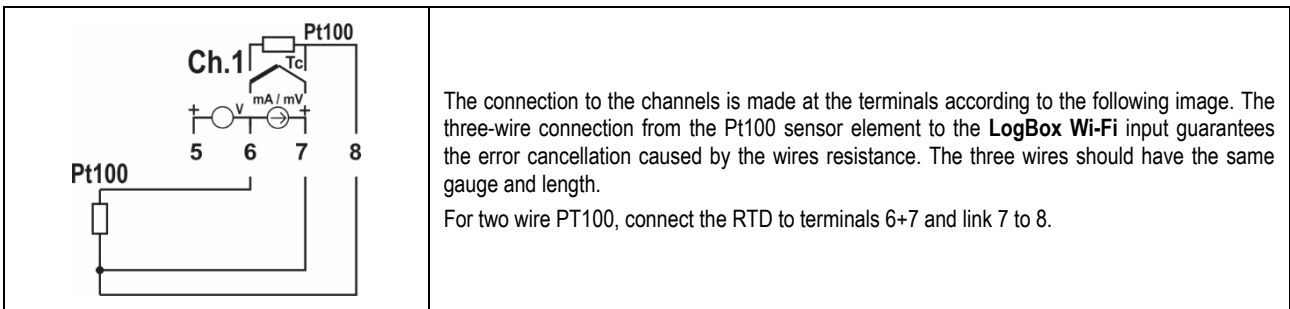 Pt100
Ch.1
Tc
mA / mV
+ V +
5 6 7 8
Pt100
The connection to the channels is made at the terminals according to the following image. The
three-wire connection from the Pt100 sensor element to the LogBox Wi-Fi input guarantees
the error cancellation caused by the wires resistance. The three wires should have the same
gauge and length.
For two wire PT100, connect the RTD to terminals 6+7 and link 7 to 8.